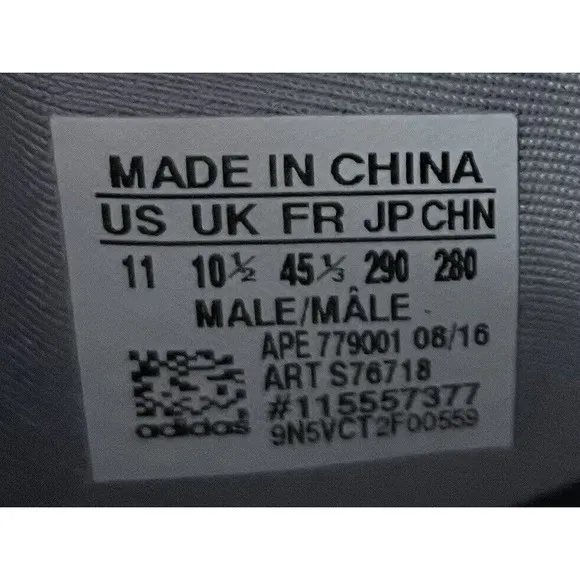 MADE IN CHINA
US UK FR JP CHN
11 10½ 45⅓ 290 280
MALE/MÂLE
APE 779001 08/16
ART S76718
#115557377
adidas 9N5VCT2F00559